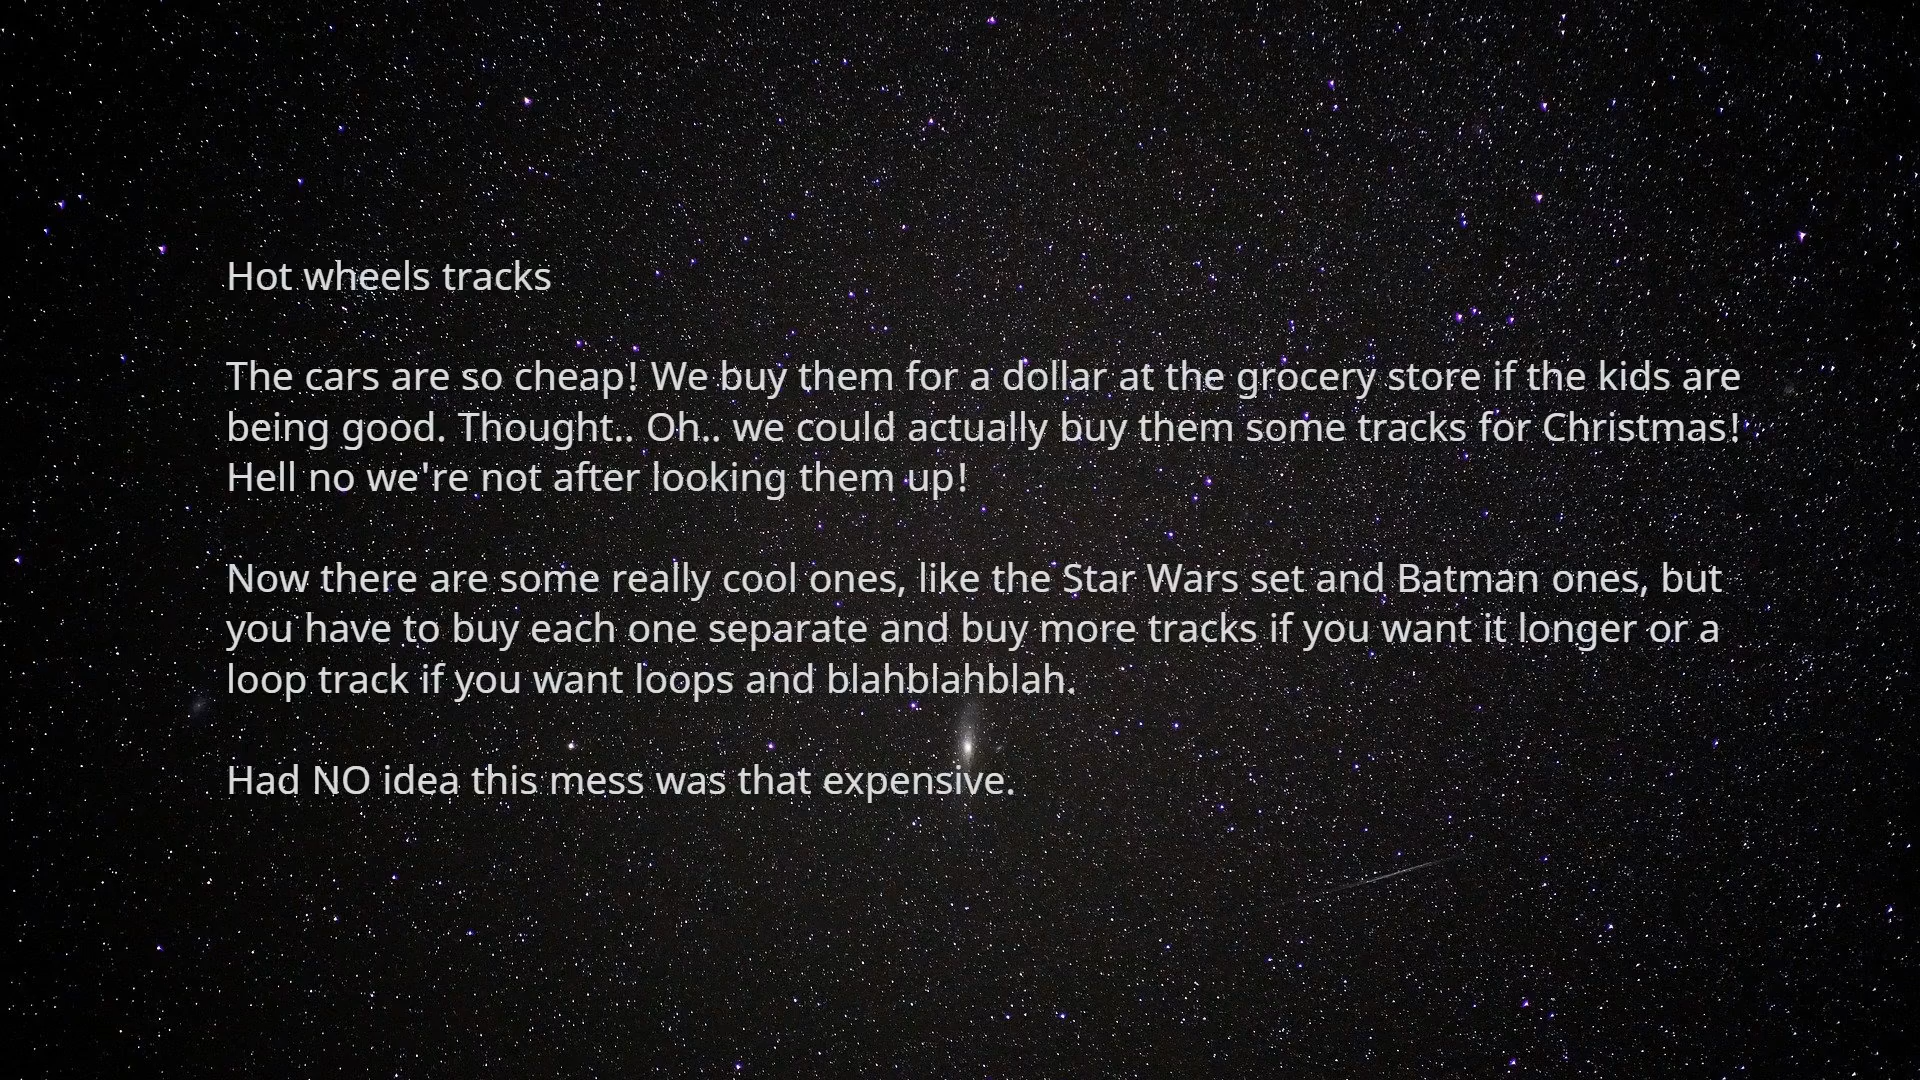 Hot wheels tracks
The cars are so cheap! We buy them for a dollar at the grocery store if the kids are
being good. Thought.. Oh.. we could actually buy them some tracks for Christmas!
Hell no we're not after looking them up!
Now there are some really cool ones, like the Star Wars set and Batman ones, but
you have to buy each one separate and buy more tracks if you want it longer or a
loop track if you want loops and blahblahblah.
Had NO idea this mess was that expensive.